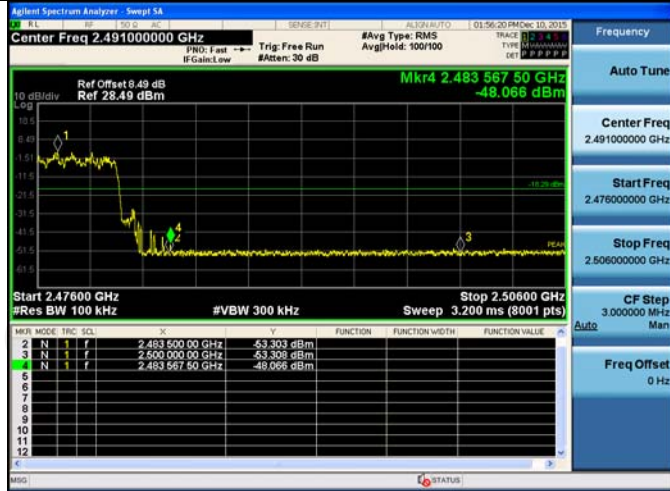 Agilent Spectrum Analyzer - Swept SA
RL RF 50 Ω AC SENSE:INT ALIGN AUTO 01:56:20 PM Dec 10, 2015
Center Freq 2.491000000 GHz
PNO: Fast Trig: Free Run
IFGain:Low #Atten: 30 dB
#Avg Type: RMS
Avg|Hold: 100/100
TRACE 1 2 3 4 5 6
TYPE M
DET P P P P P P
Ref Offset 8.49 dB
10 dB/div Ref 28.49 dBm
Log
Mkr4 2.483 567 50 GHz
-48.066 dBm
18.5
8.49
-1.51
-11.5
-21.5
-31.5
-41.5
-51.5
-61.5
1
4
2
3
PEAK
Start 2.47600 GHz Stop 2.50600 GHz
#Res BW 100 kHz #VBW 300 kHz Sweep 3.200 ms (8001 pts)
MKR MODE TRC SCL X Y FUNCTION FUNCTION WIDTH FUNCTION VALUE
2 N 1 f 2.483 500 00 GHz -53.303 dBm
3 N 1 f 2.500 000 00 GHz -53.308 dBm
4 N 1 f 2.483 567 50 GHz -48.066 dBm
5
6
7
8
9
10
11
12
MSG STATUS
Frequency
Auto Tune
Center Freq
2.491000000 GHz
Start Freq
2.476000000 GHz
Stop Freq
2.506000000 GHz
CF Step
3.000000 MHz
Auto Man
Freq Offset
0 Hz